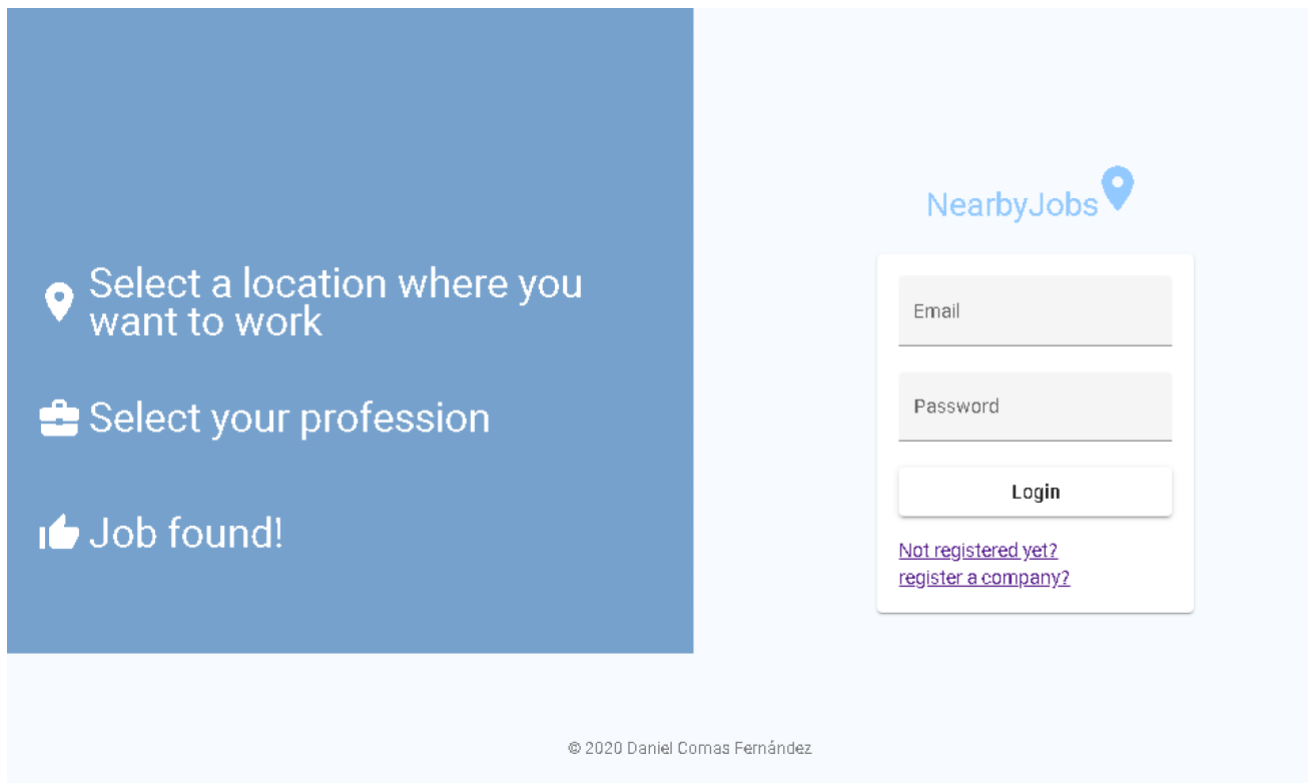 Select a location where you
want to work
Select your profession
Job found!
NearbyJobs
Email
Password
Login
Not registered yet?
register a company?
© 2020 Daniel Comas Fernández